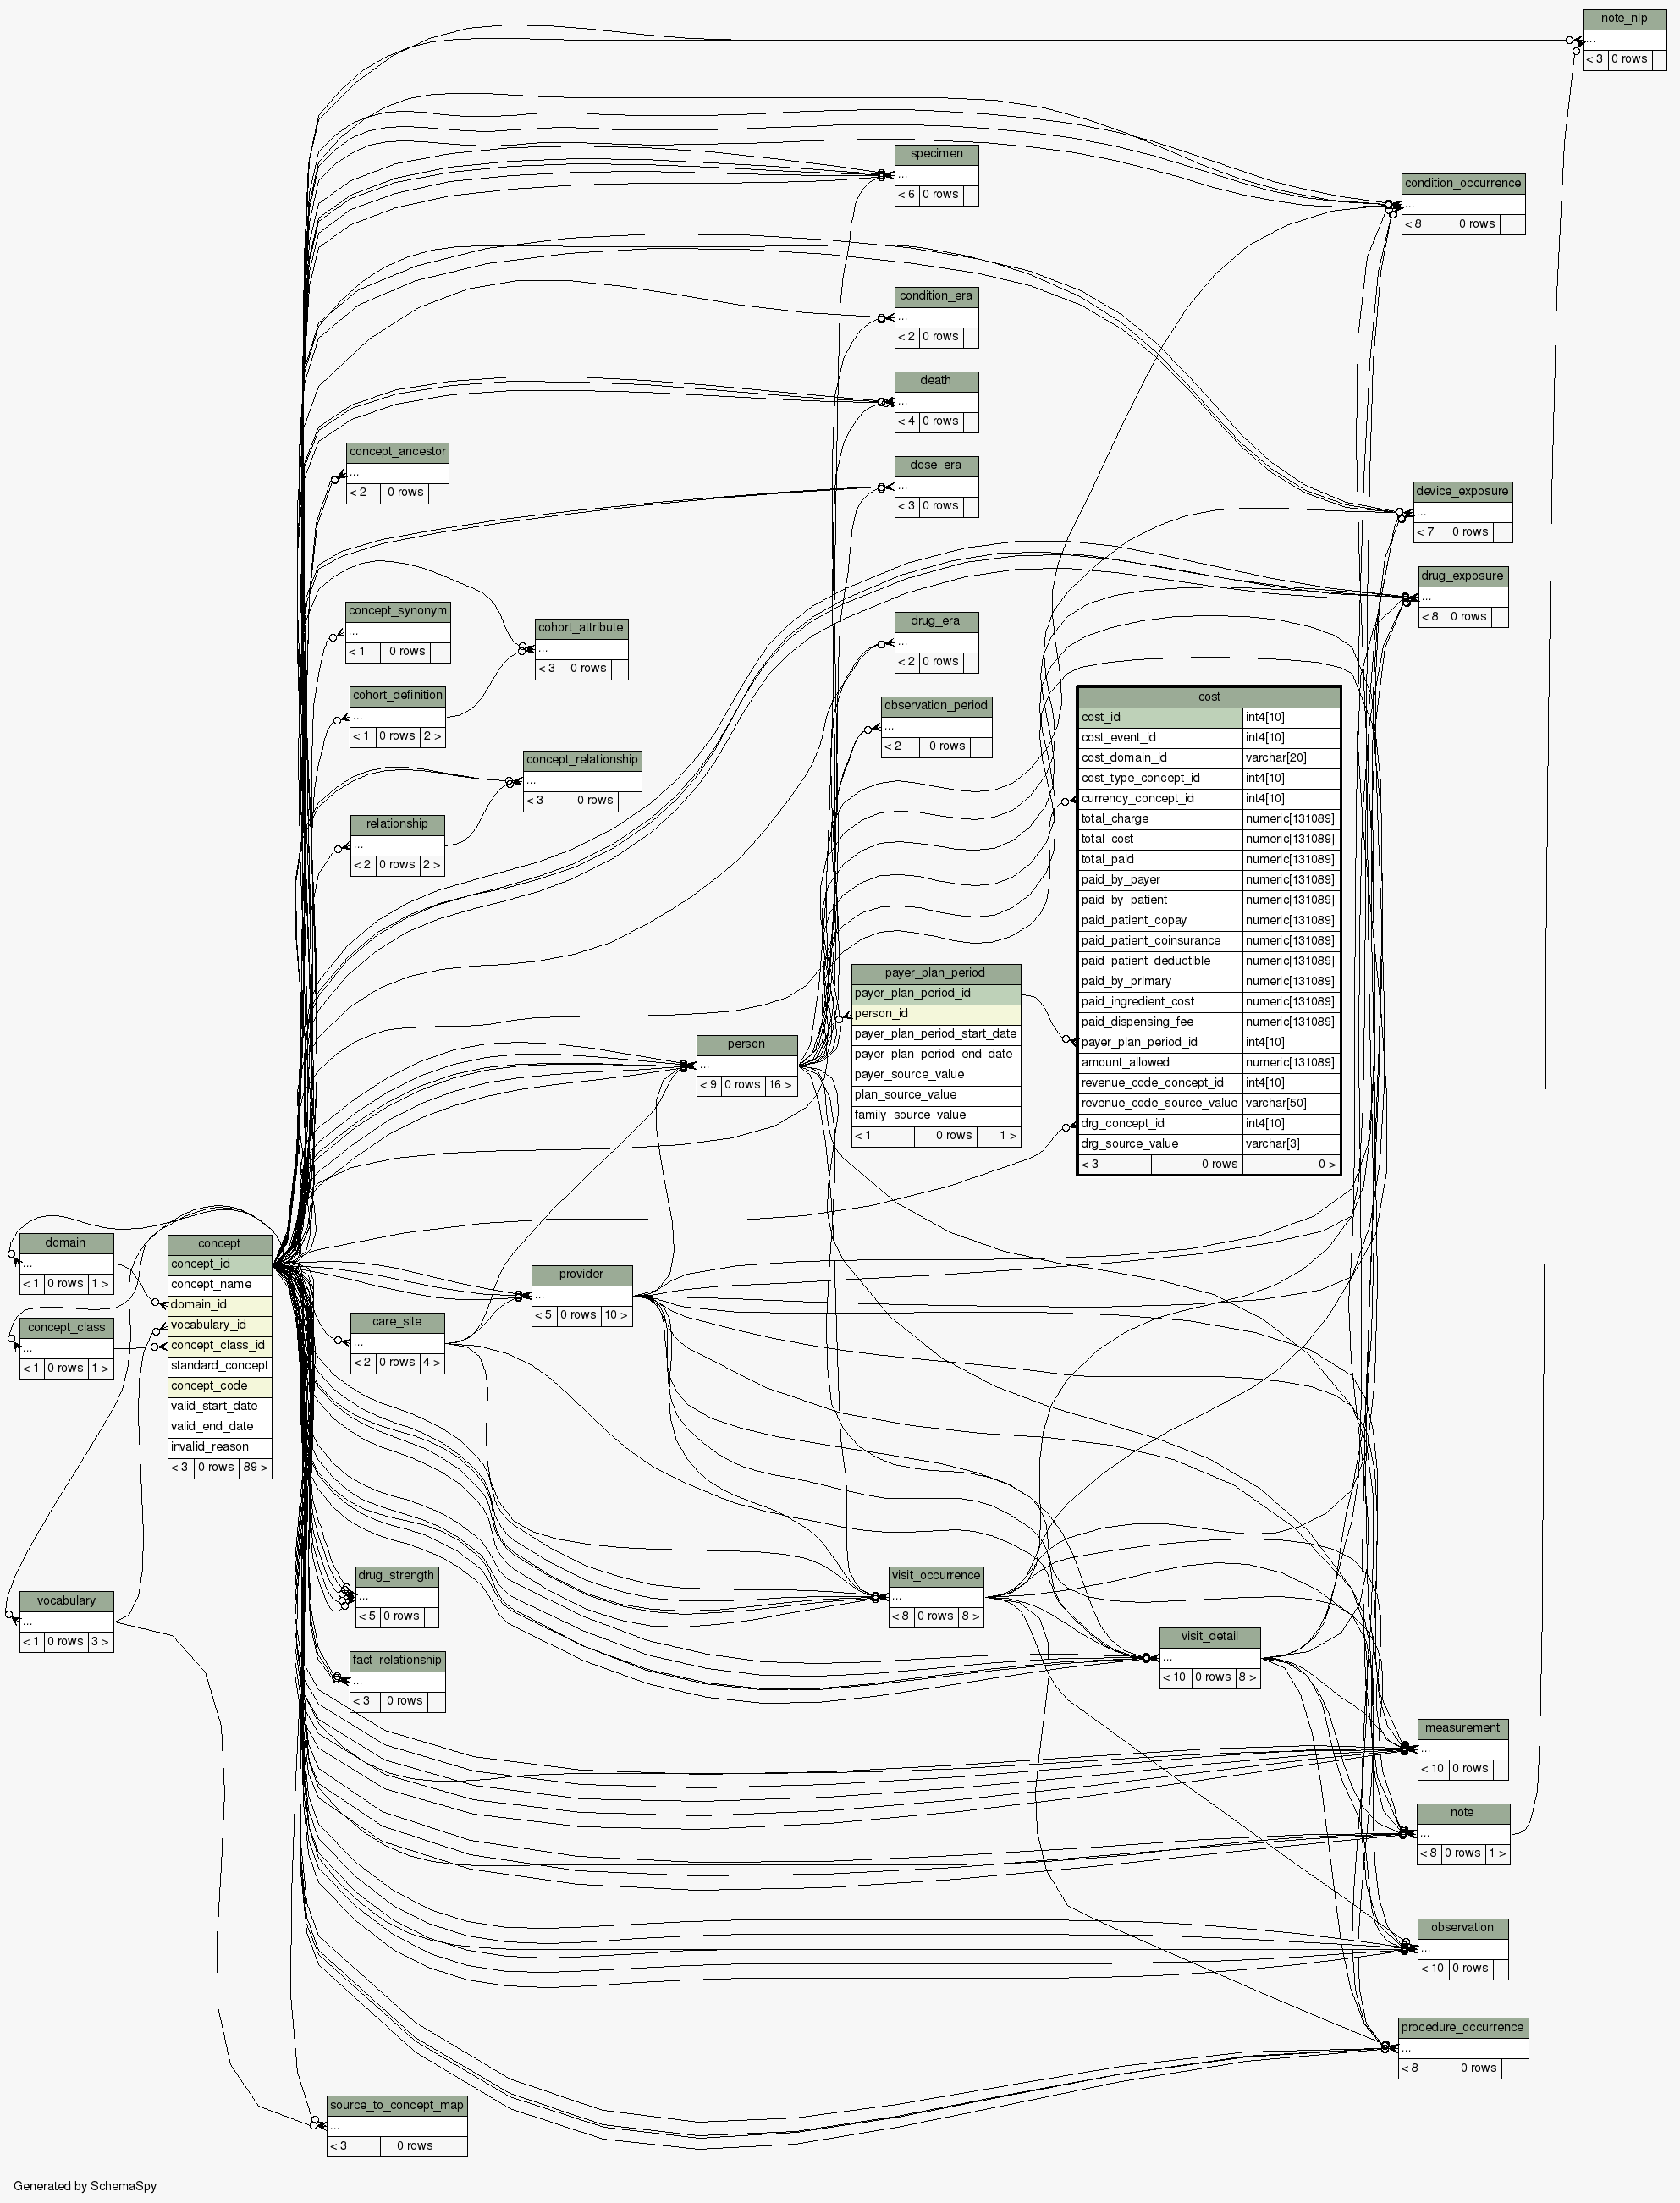 note_nlp
...
< 3 0 rows
specimen
...
< 6 0 rows
condition_occurrence
...
< 8 0 rows
condition_era
...
< 2 0 rows
death
...
< 4 0 rows
concept_ancestor
...
< 2 0 rows
dose_era
...
< 3 0 rows
device_exposure
...
< 7 0 rows
drug_exposure
...
< 8 0 rows
concept_synonym
...
< 1 0 rows
cohort_attribute
...
< 3 0 rows
drug_era
...
< 2 0 rows
cohort_definition
...
< 1 0 rows 2 >
observation_period
...
< 2 0 rows
concept_relationship
...
< 3 0 rows
relationship
...
< 2 0 rows 2 >
cost
cost_id int4[10]
cost_event_id int4[10]
cost_domain_id varchar[20]
cost_type_concept_id int4[10]
currency_concept_id int4[10]
total_charge numeric[131089]
total_cost numeric[131089]
total_paid numeric[131089]
paid_by_payer numeric[131089]
paid_by_patient numeric[131089]
paid_patient_copay numeric[131089]
paid_patient_coinsurance numeric[131089]
paid_patient_deductible numeric[131089]
paid_by_primary numeric[131089]
paid_ingredient_cost numeric[131089]
paid_dispensing_fee numeric[131089]
payer_plan_period_id int4[10]
amount_allowed numeric[131089]
revenue_code_concept_id int4[10]
revenue_code_source_value varchar[50]
drg_concept_id int4[10]
drg_source_value varchar[3]
< 3 0 rows 0 >
payer_plan_period
payer_plan_period_id
person_id
payer_plan_period_start_date
payer_plan_period_end_date
payer_source_value
plan_source_value
family_source_value
< 1 0 rows 1 >
person
...
< 9 0 rows 16 >
domain
...
< 1 0 rows 1 >
concept
concept_id
concept_name
domain_id
vocabulary_id
concept_class_id
standard_concept
concept_code
valid_start_date
valid_end_date
invalid_reason
< 3 0 rows 89 >
concept_class
...
< 1 0 rows 1 >
provider
...
< 5 0 rows 10 >
care_site
...
< 2 0 rows 4 >
drug_strength
...
< 5 0 rows
visit_occurrence
...
< 8 0 rows 8 >
vocabulary
...
< 1 0 rows 3 >
visit_detail
...
< 10 0 rows 8 >
fact_relationship
...
< 3 0 rows
measurement
...
< 10 0 rows
note
...
< 8 0 rows 1 >
observation
...
< 10 0 rows
procedure_occurrence
...
< 8 0 rows
source_to_concept_map
...
< 3 0 rows
Generated by SchemaSpy